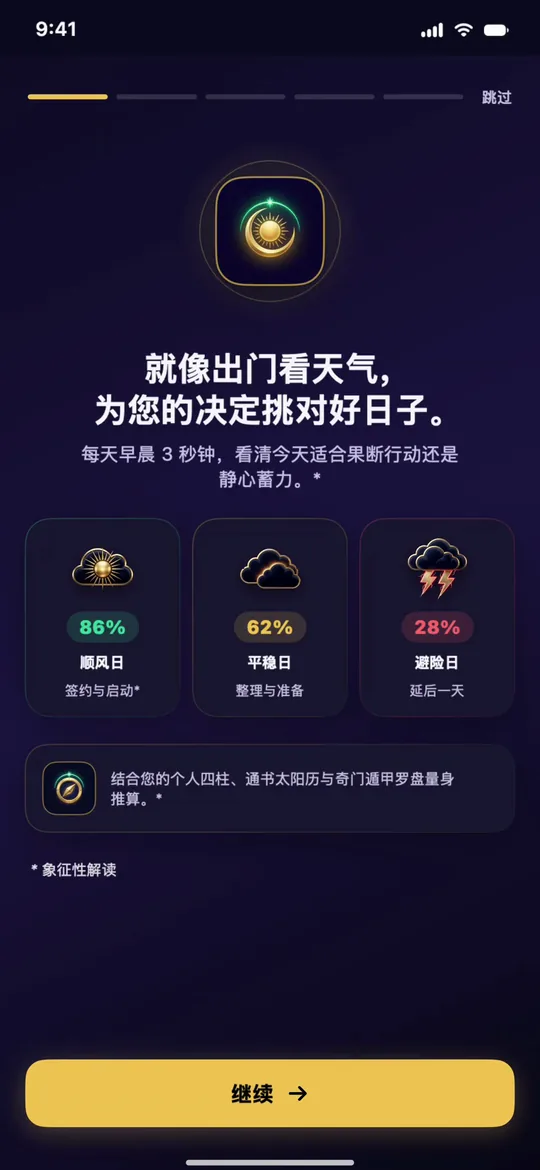 9:41
跳过
就像出门看天气，
为您的决定挑对好日子。
每天早晨 3 秒钟，看清今天适合果断行动还是
静心蓄力。*
86%
顺风日
签约与启动*
62%
平稳日
整理与准备
28%
避险日
延后一天
结合您的个人四柱、通书太阳历与奇门遁甲罗盘量身
推算。*
* 象征性解读
继续 →